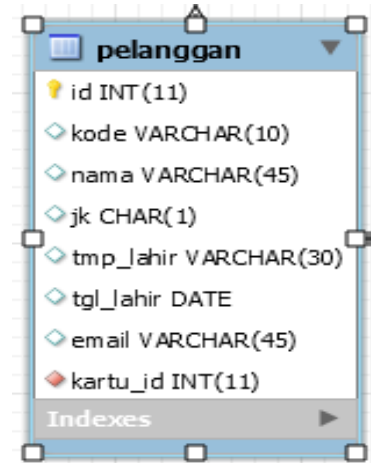 pelanggan
id INT(11)
kode VARCHAR(10)
nama VARCHAR(45)
jk CHAR(1)
tmp_lahir VARCHAR(30)
tgl_lahir DATE
email VARCHAR(45)
kartu_id INT(11)
Indexes